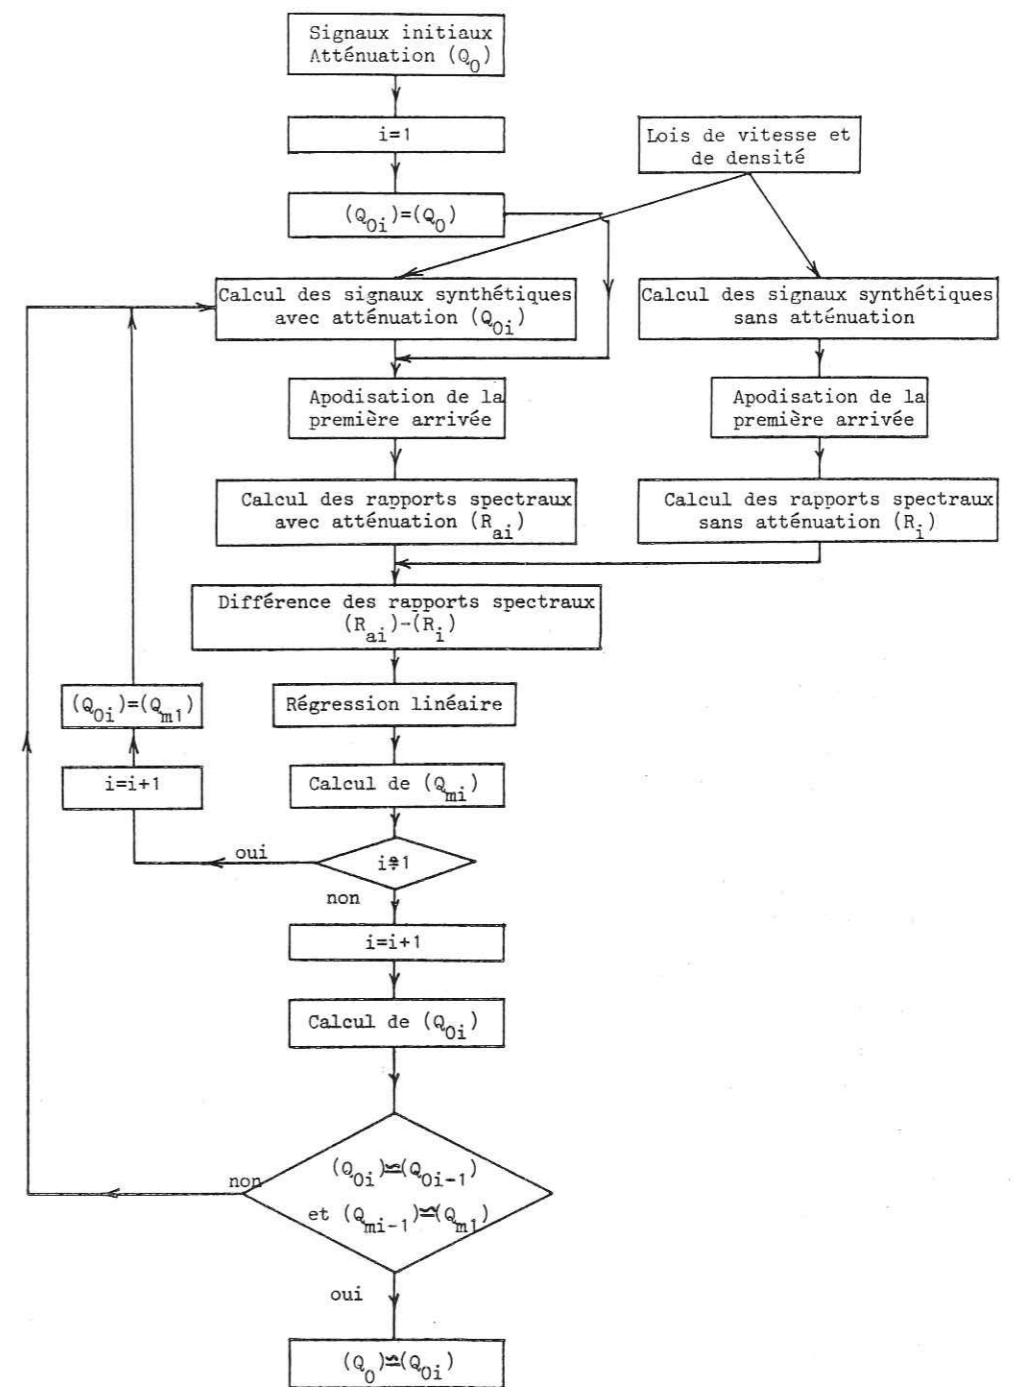 Signaux initiaux
Atténuation (Q0)
i=1
Lois de vitesse et
de densité
(Q0i)=(Q0)
Calcul des signaux synthétiques
avec atténuation (Q0i)
Calcul des signaux synthétiques
sans atténuation
Apodisation de la
première arrivée
Apodisation de la
première arrivée
Calcul des rapports spectraux
avec atténuation (Rai)
Calcul des rapports spectraux
sans atténuation (Ri)
Différence des rapports spectraux
(Rai)-(Ri)
(Q0i)=(Qm1)
Régression linéaire
i=i+1
Calcul de (Qmi)
oui
i≟1
non
i=i+1
Calcul de (Q0i)
non
(Q0i)≃(Q0i-1)
et (Qmi-1)≃(Qm1)
oui
(Q0)≃(Q0i)